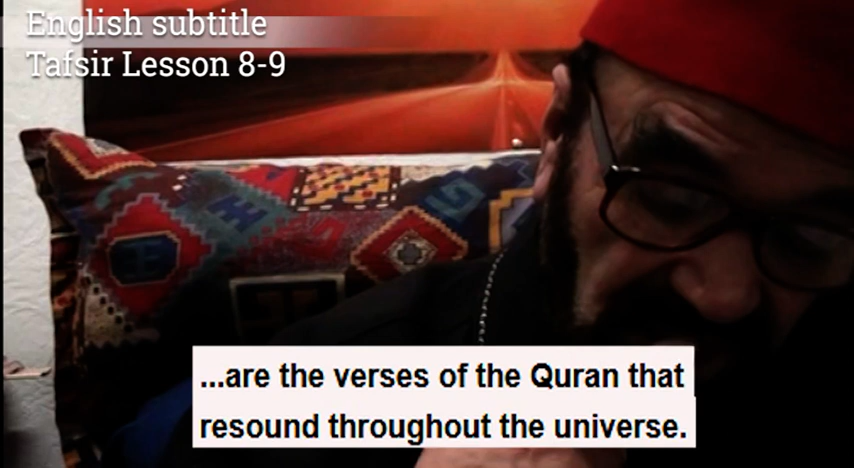 English subtitle
Tafsir Lesson 8-9
...are the verses of the Quran that
resound throughout the universe.